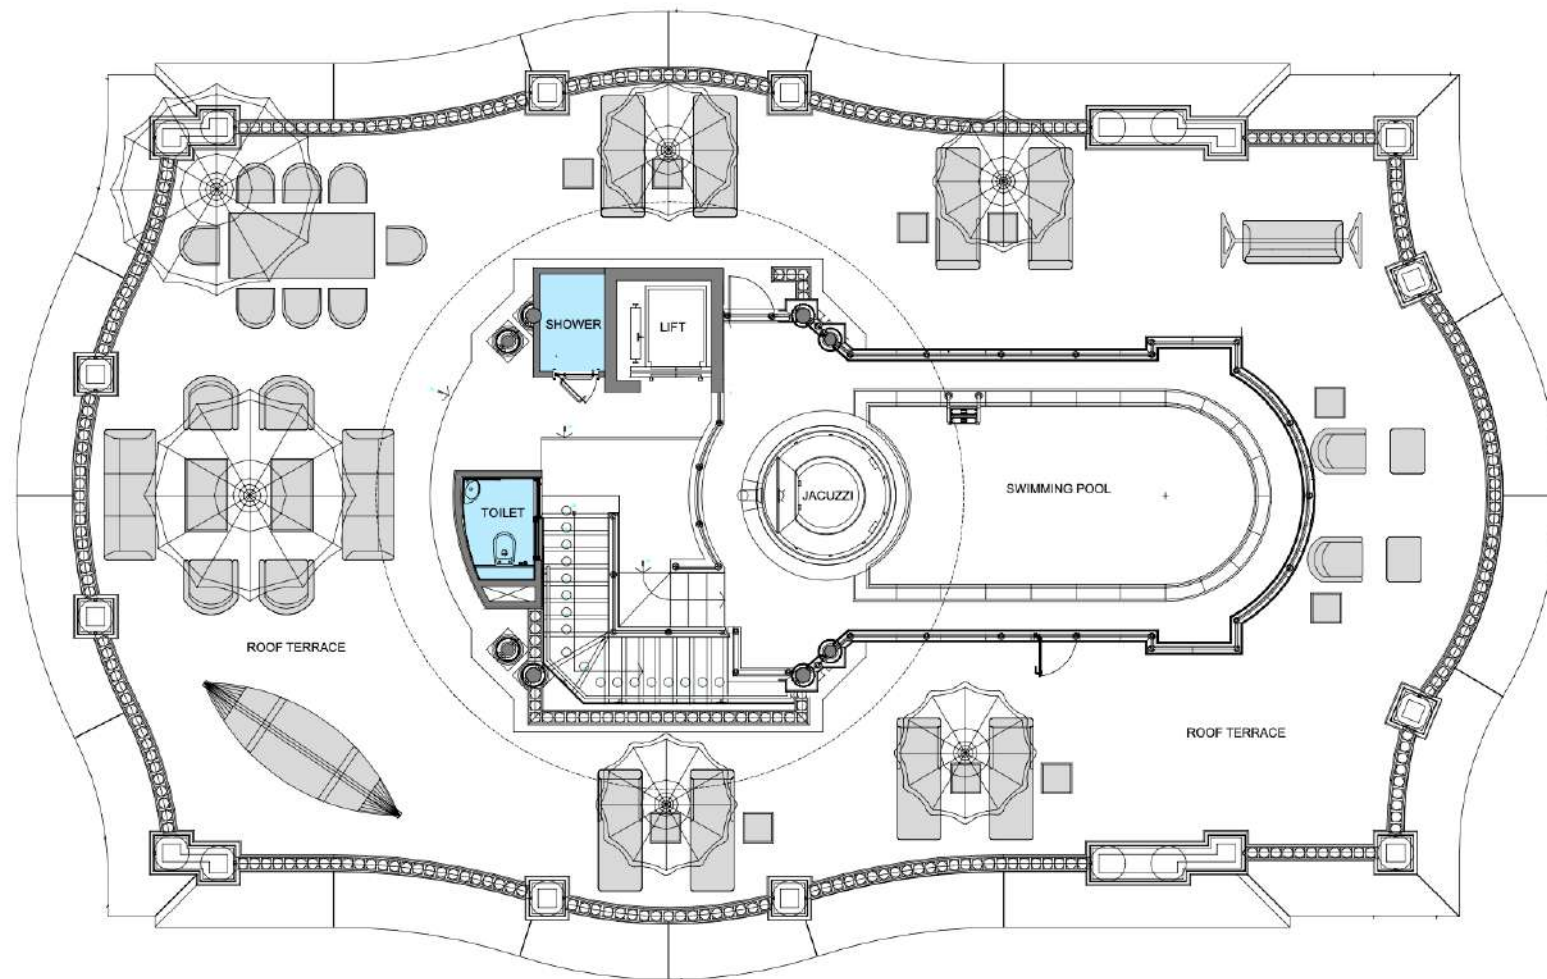 SHOWER
LIFT
SWIMMING POOL
JACUZZI
TOILET
ROOF TERRACE
ROOF TERRACE